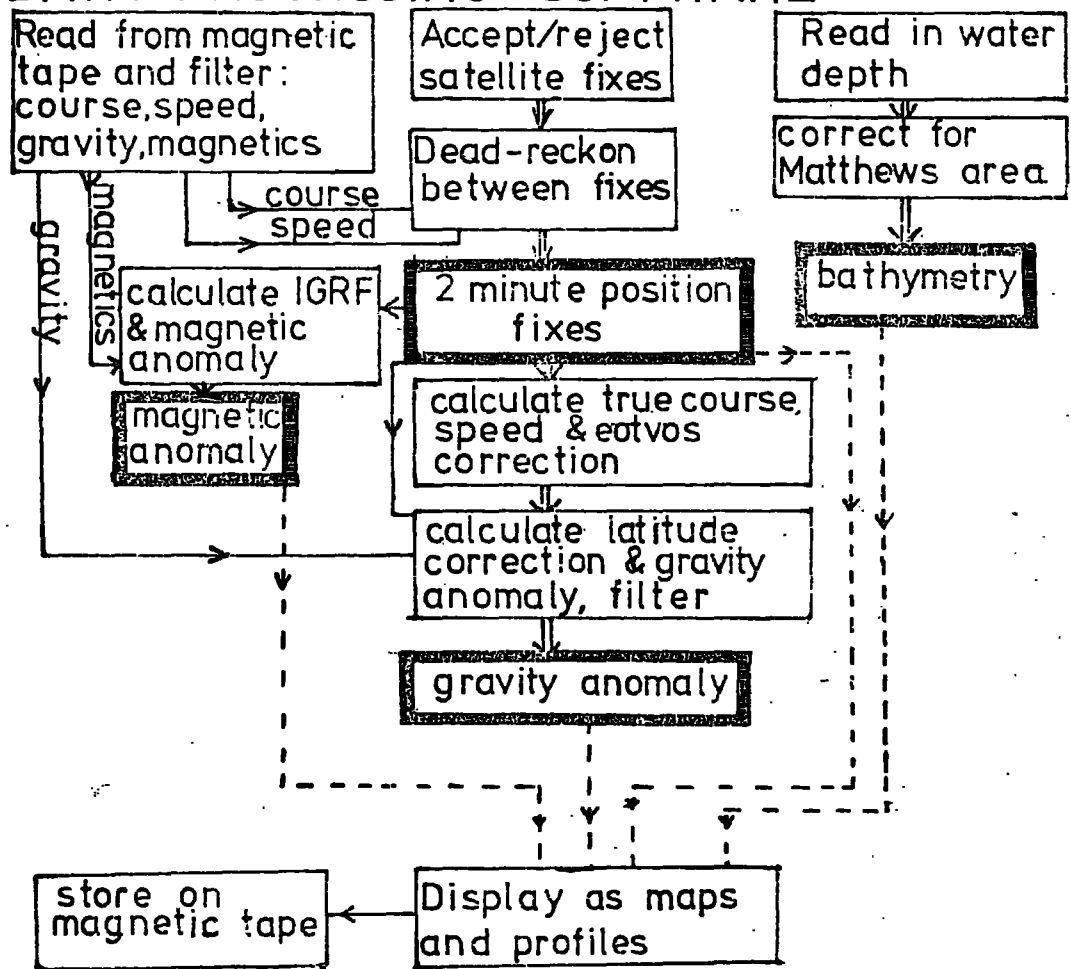 Read from magnetic
tape and filter:
course,speed,
gravity,magnetics
Accept/reject
satellite fixes
Read in water
depth
Dead-reckon
between fixes
correct for
Matthews area
course
speed
magnetics
gravity
calculate IGRF
& magnetic
anomaly
2 minute position
fixes
bathymetry
magnetic
anomaly
calculate true course,
speed & eotvos
correction
calculate latitude
correction & gravity
anomaly, filter
gravity anomaly
store on
magnetic tape
Display as maps
and profiles